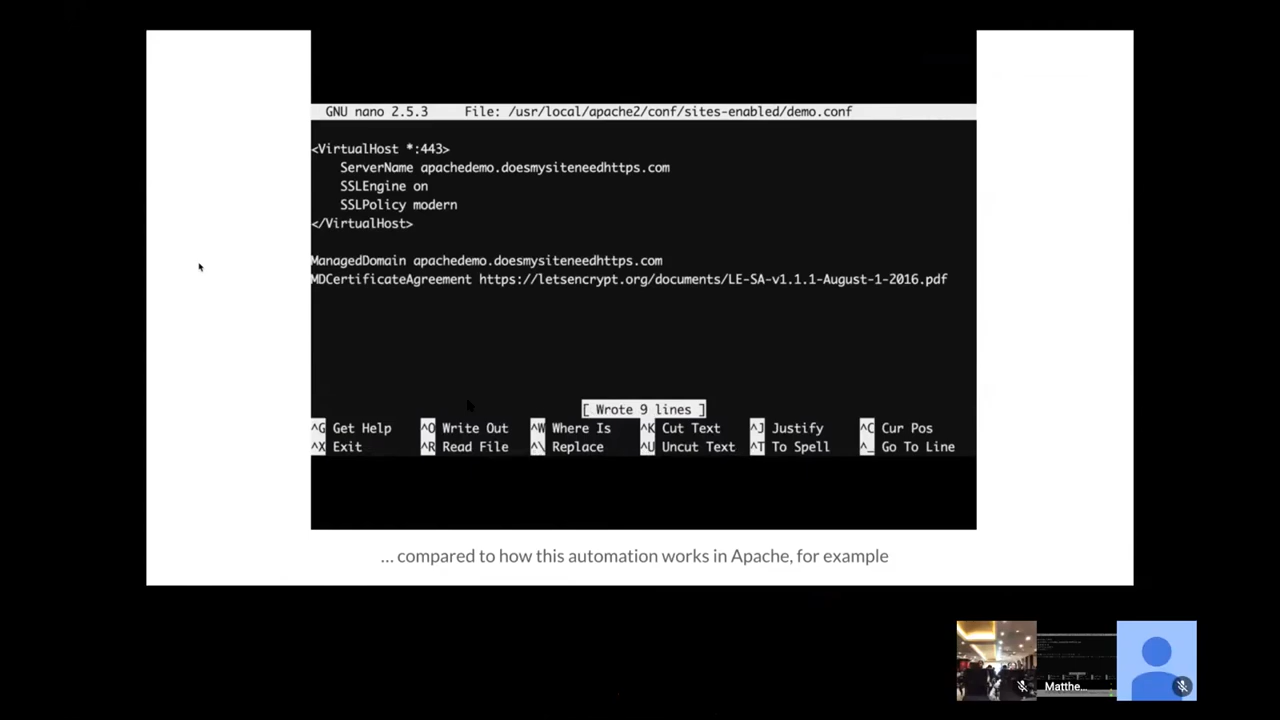 GNU nano 2.5.3 File: /usr/local/apache2/conf/sites-enabled/demo.conf
<VirtualHost *:443>
ServerName apachedemo.doesmysiteneedhttps.com
SSLEngine on
SSLPolicy modern
</VirtualHost>
ManagedDomain apachedemo.doesmysiteneedhttps.com
MDCertificateAgreement https://letsencrypt.org/documents/LE-SA-v1.1.1-August-1-2016.pdf
[ Wrote 9 lines ]
^G Get Help ^O Write Out ^W Where Is ^K Cut Text ^J Justify ^C Cur Pos
^X Exit ^R Read File ^\ Replace ^U Uncut Text ^T To Spell ^_ Go To Line
... compared to how this automation works in Apache, for example
Matthe...